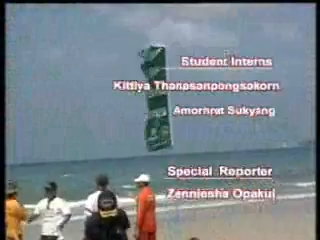 Student Interns
Kittiya Thanasanpongsakorn
Amornrat Sukyang
Special Reporter
Zenniesha Opakul